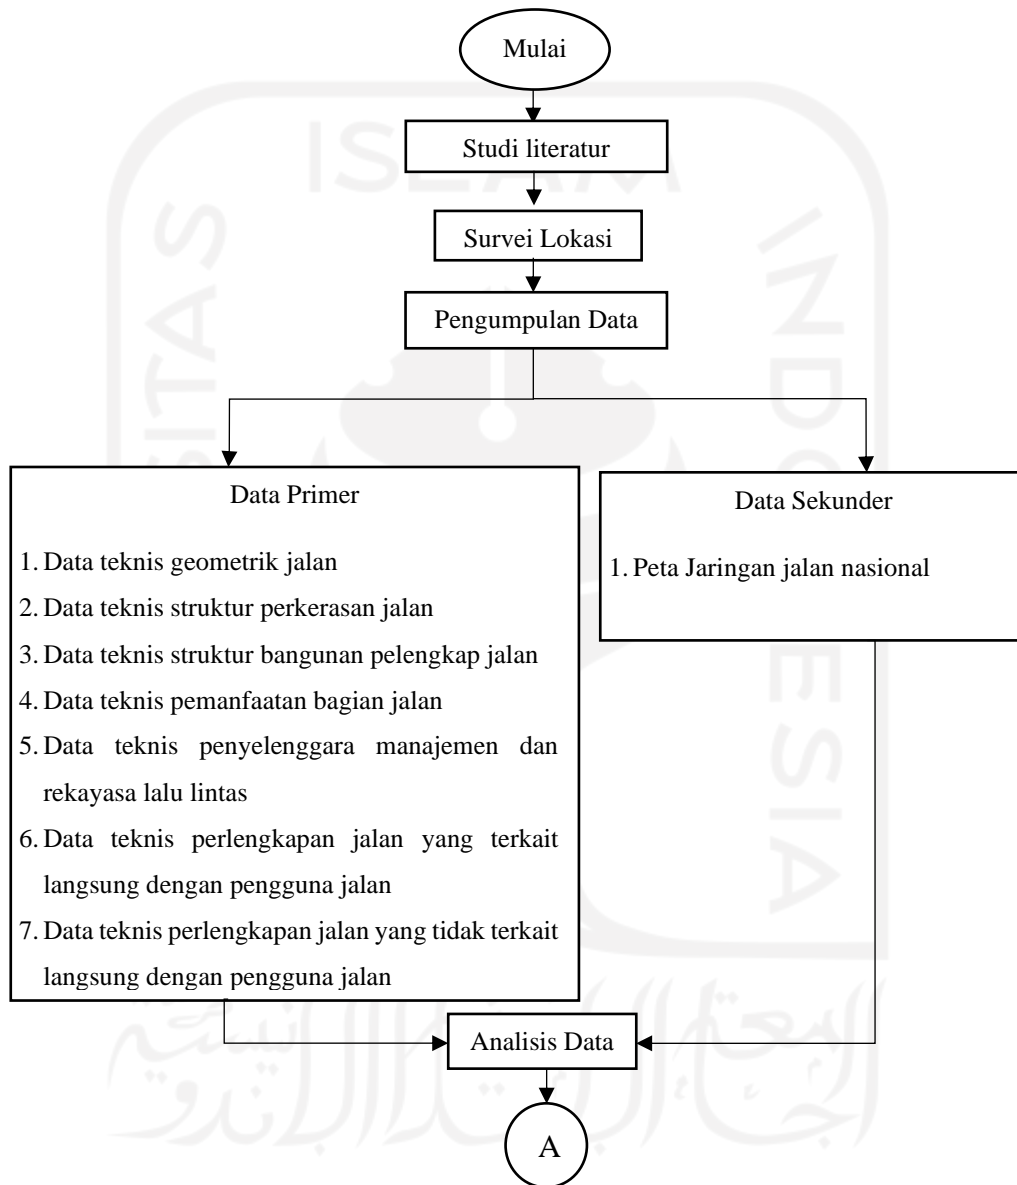 Mulai
Studi literatur
Survei Lokasi
Pengumpulan Data
Data Primer
1. Data teknis geometrik jalan
2. Data teknis struktur perkerasan jalan
3. Data teknis struktur bangunan pelengkap jalan
4. Data teknis pemanfaatan bagian jalan
5. Data teknis penyelenggara manajemen dan
rekayasa lalu lintas
6. Data teknis perlengkapan jalan yang terkait
langsung dengan pengguna jalan
7. Data teknis perlengkapan jalan yang tidak terkait
langsung dengan pengguna jalan
Data Sekunder
1. Peta Jaringan jalan nasional
Analisis Data
A
ISLAM
INDONESIA